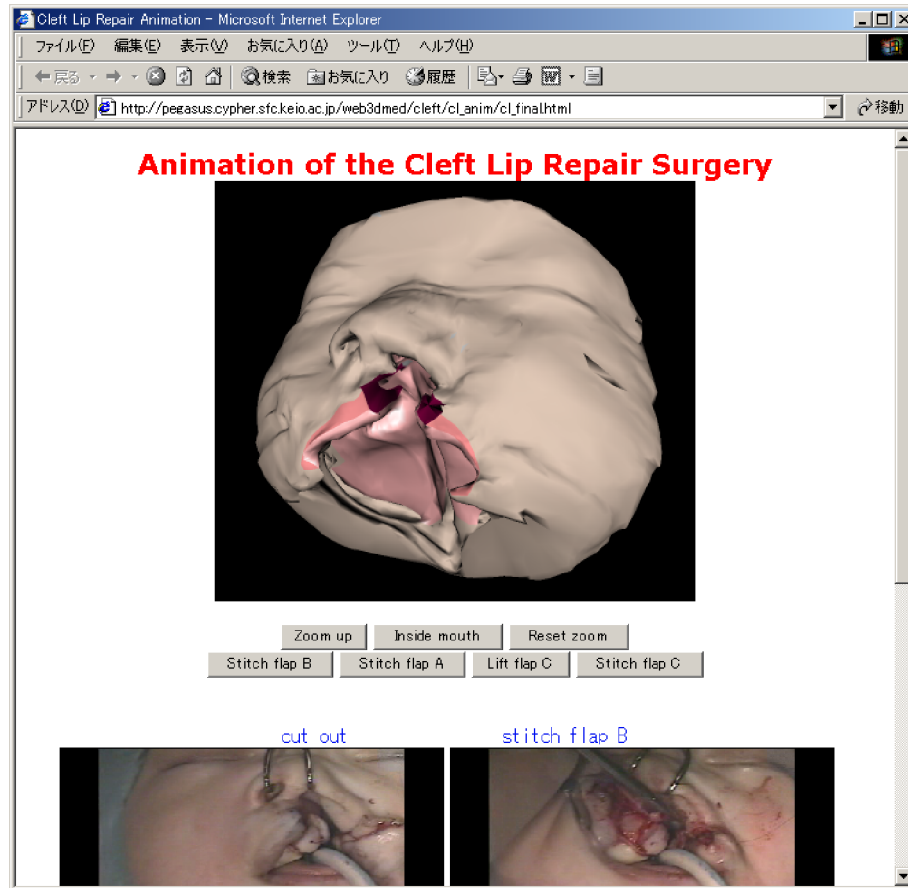 Cleft Lip Repair Animation - Microsoft Internet Explorer
ファイル(F) 編集(E) 表示(V) お気に入り(A) ツール(T) ヘルプ(H)
戻る 検索 お気に入り 履歴
アドレス(D) http://pegasus.cypher.sfc.keio.ac.jp/web3dmed/cleft/cl_anim/cl_final.html 移動
Animation of the Cleft Lip Repair Surgery
Zoom up Inside mouth Reset zoom
Stitch flap B Stitch flap A Lift flap C Stitch flap C
cut out stitch flap B